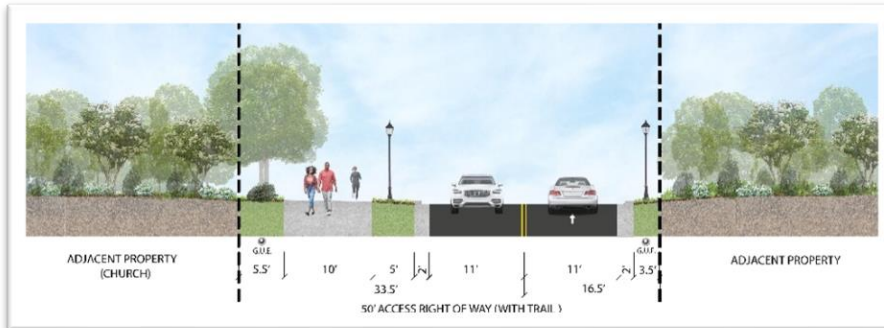 G.U.E.
G.U.E.
5.5' 10' 5' 2' 11' 11' 2' 3.5'
33.5' 16.5'
ADJACENT PROPERTY
(CHURCH)
ADJACENT PROPERTY
50' ACCESS RIGHT OF WAY (WITH TRAIL )